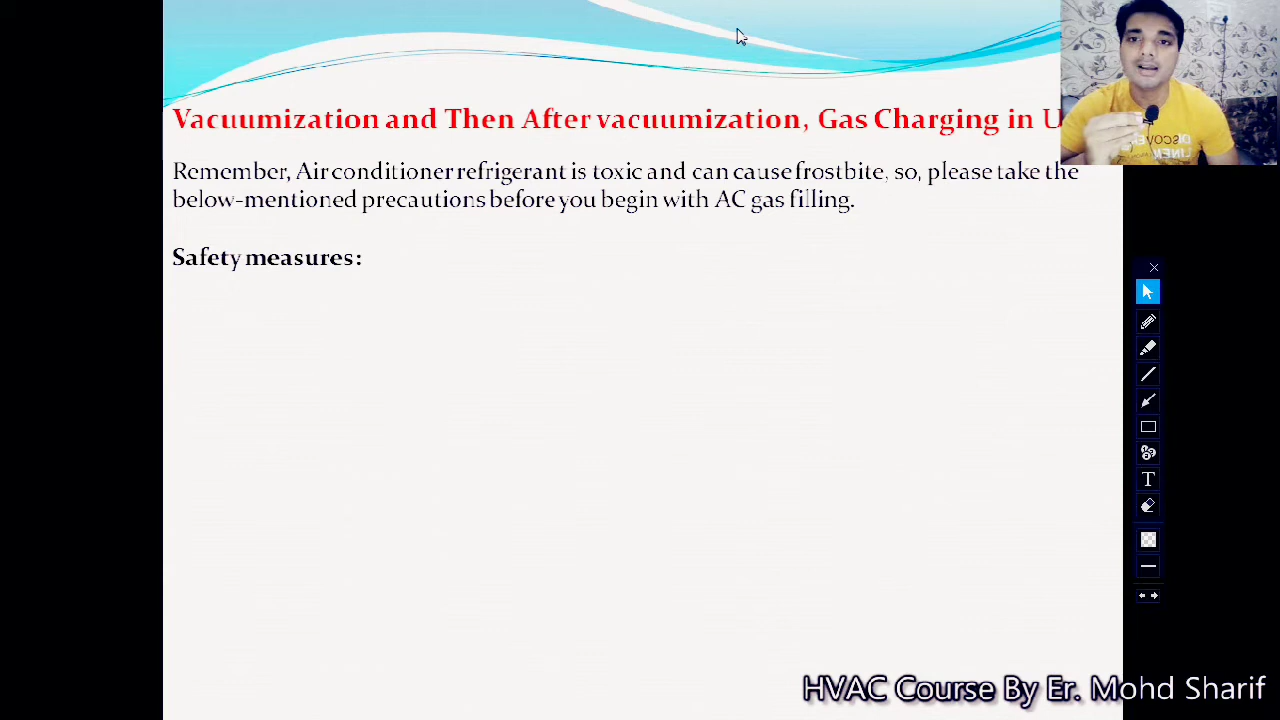 Vacuumization and Then After vacuumization, Gas Charging in U
Remember, Air conditioner refrigerant is toxic and can cause frostbite, so, please take the
below-mentioned precautions before you begin with AC gas filling.
Safety measures:
T
HVAC Course By Er. Mohd Sharif